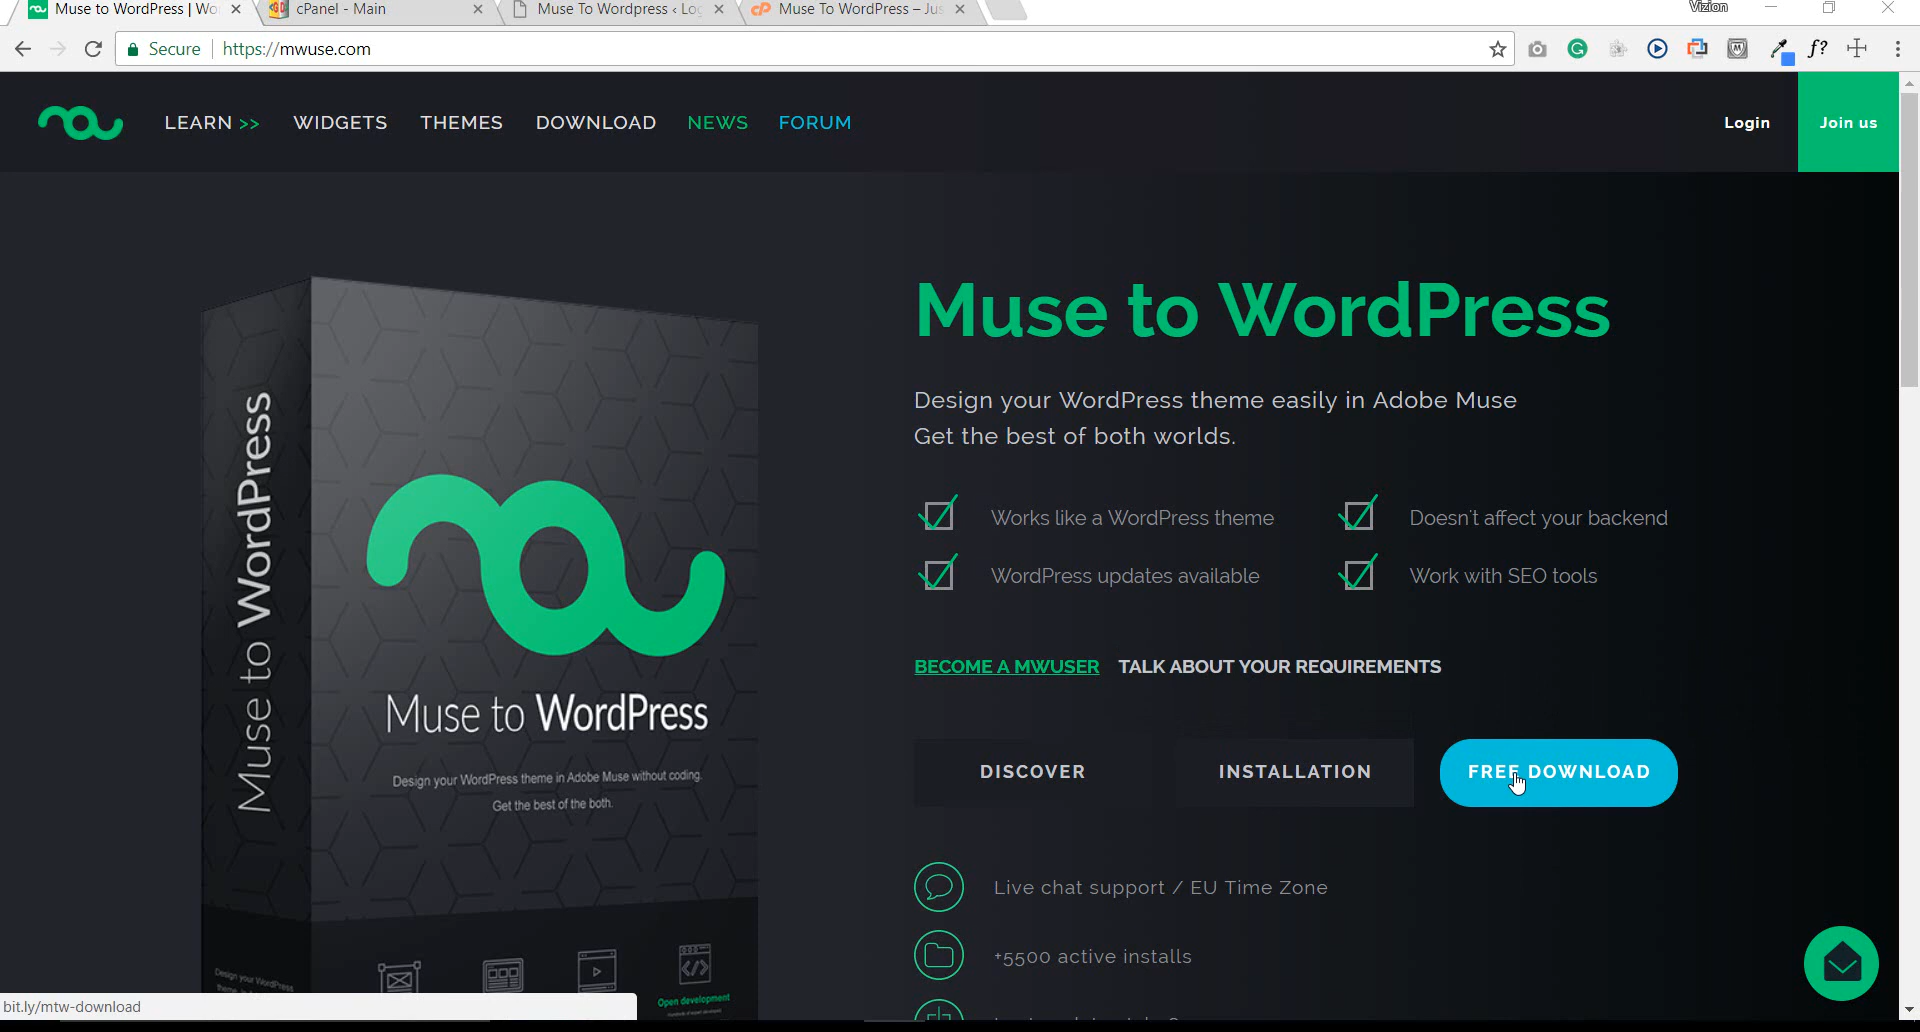 Muse to WordPress | Wo
cPanel - Main
Muse To Wordpress ‹ Log
Muse To WordPress – Jus
Vizion
Secure
https://mwuse.com
f?
LEARN >>
WIDGETS
THEMES
DOWNLOAD
NEWS
FORUM
Login
Join us
Muse to WordPress
Design your WordPress theme easily in Adobe Muse
Get the best of both worlds.
Works like a WordPress theme
Doesn't affect your backend
WordPress updates available
Work with SEO tools
BECOME A MWUSER
TALK ABOUT YOUR REQUIREMENTS
DISCOVER
INSTALLATION
FREE DOWNLOAD
Live chat support / EU Time Zone
+5500 active installs
Muse to WordPress
Muse to WordPress
Design your WordPress theme in Adobe Muse without coding.
Get the best of the both.
Design your WordPress
Open development
bit.ly/mtw-download